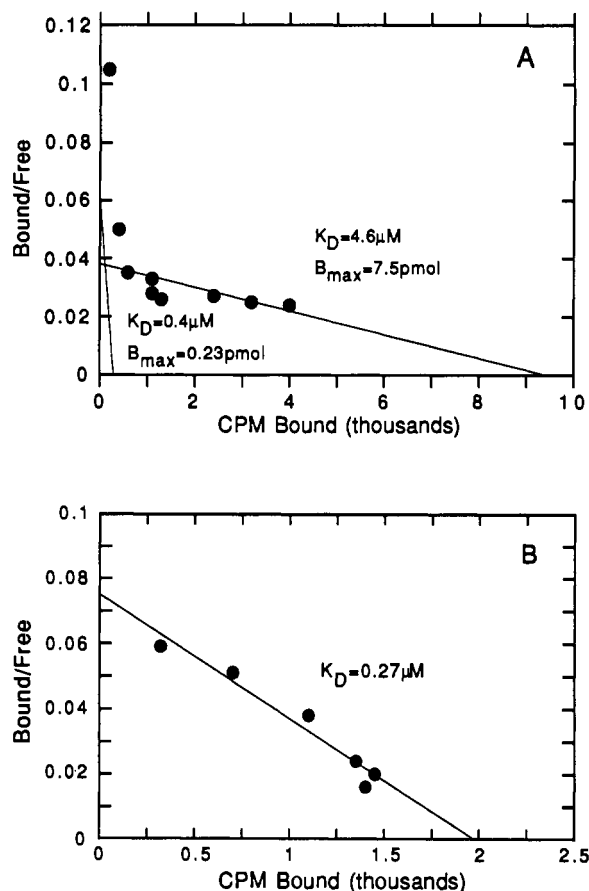 A
0.12
0.1
0.08
0.06
0.04
0.02
0
Bound/Free
K_D=4.6μM
B_max=7.5pmol
K_D=0.4μM
B_max=0.23pmol
0 2 4 6 8 10
CPM Bound (thousands)
B
0.1
0.08
0.06
0.04
0.02
0
Bound/Free
K_D=0.27μM
0 0.5 1 1.5 2 2.5
CPM Bound (thousands)